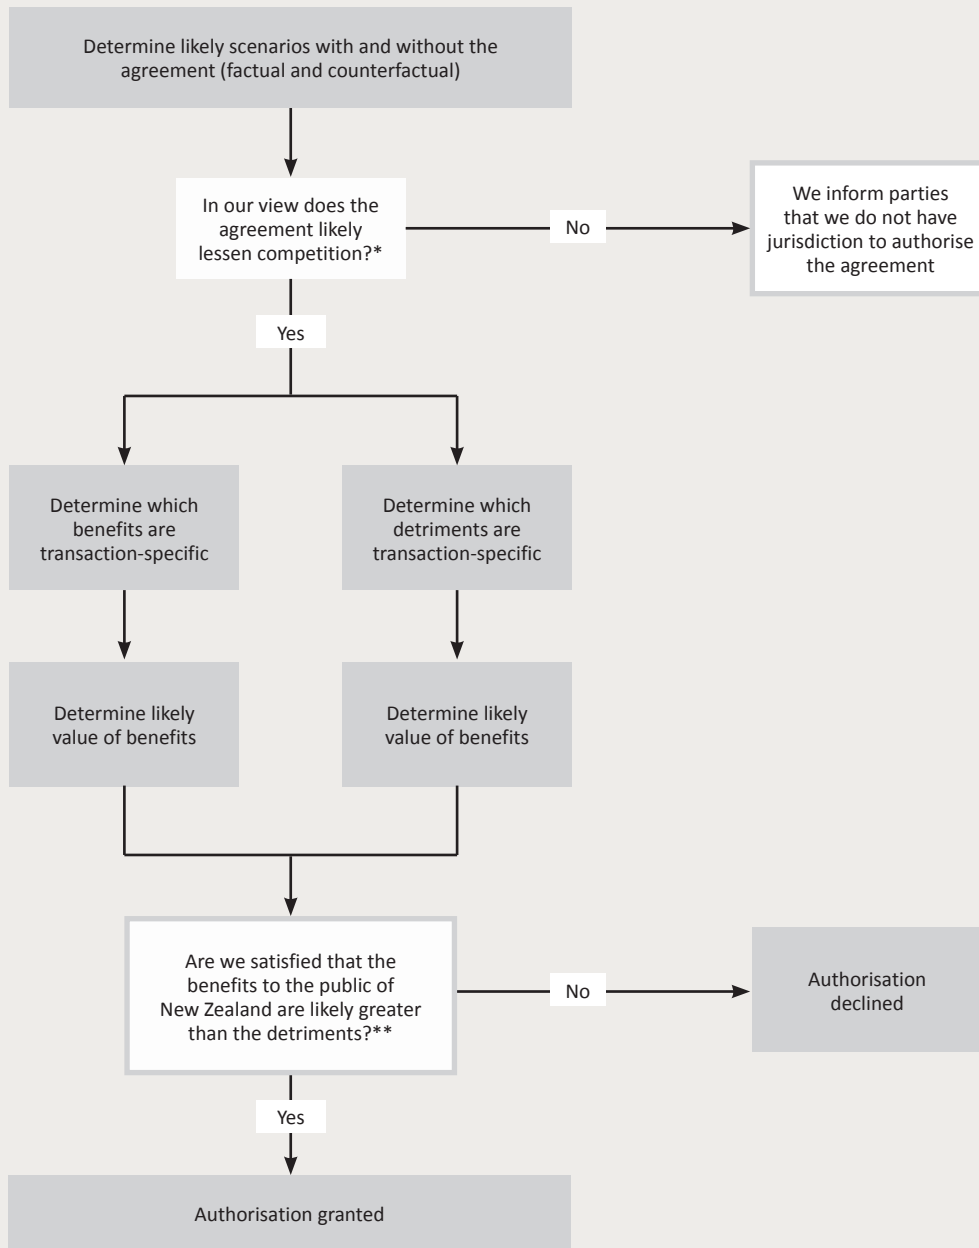 Determine likely scenarios with and without the
agreement (factual and counterfactual)
In our view does the
agreement likely
lessen competition?*
No
We inform parties
that we do not have
jurisdiction to authorise
the agreement
Yes
Determine which
benefits are
transaction-specific
Determine which
detriments are
transaction-specific
Determine likely
value of benefits
Determine likely
value of benefits
Are we satisfied that the
benefits to the public of
New Zealand are likely greater
than the detriments?**
No
Authorisation
declined
Yes
Authorisation granted